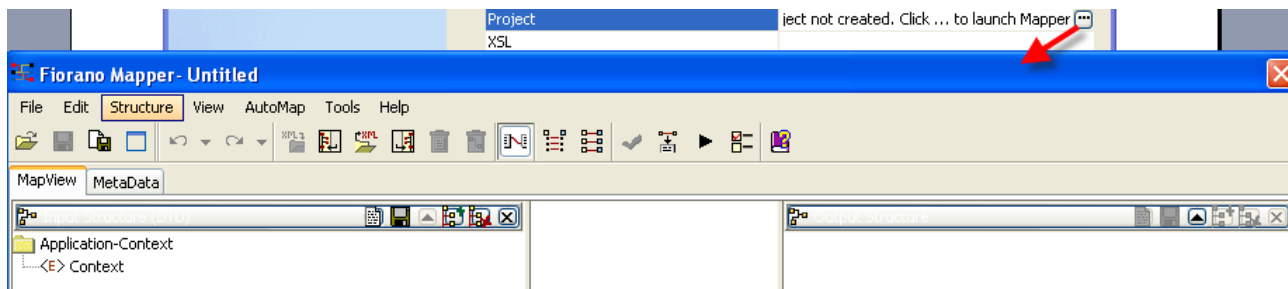 Project
ject not created. Click ... to launch Mapper ...
XSL
Fiorano Mapper- Untitled
File Edit Structure View AutoMap Tools Help
MapView MetaData
Input Structure (DTD)
Output Structure
Application-Context
<E> Context